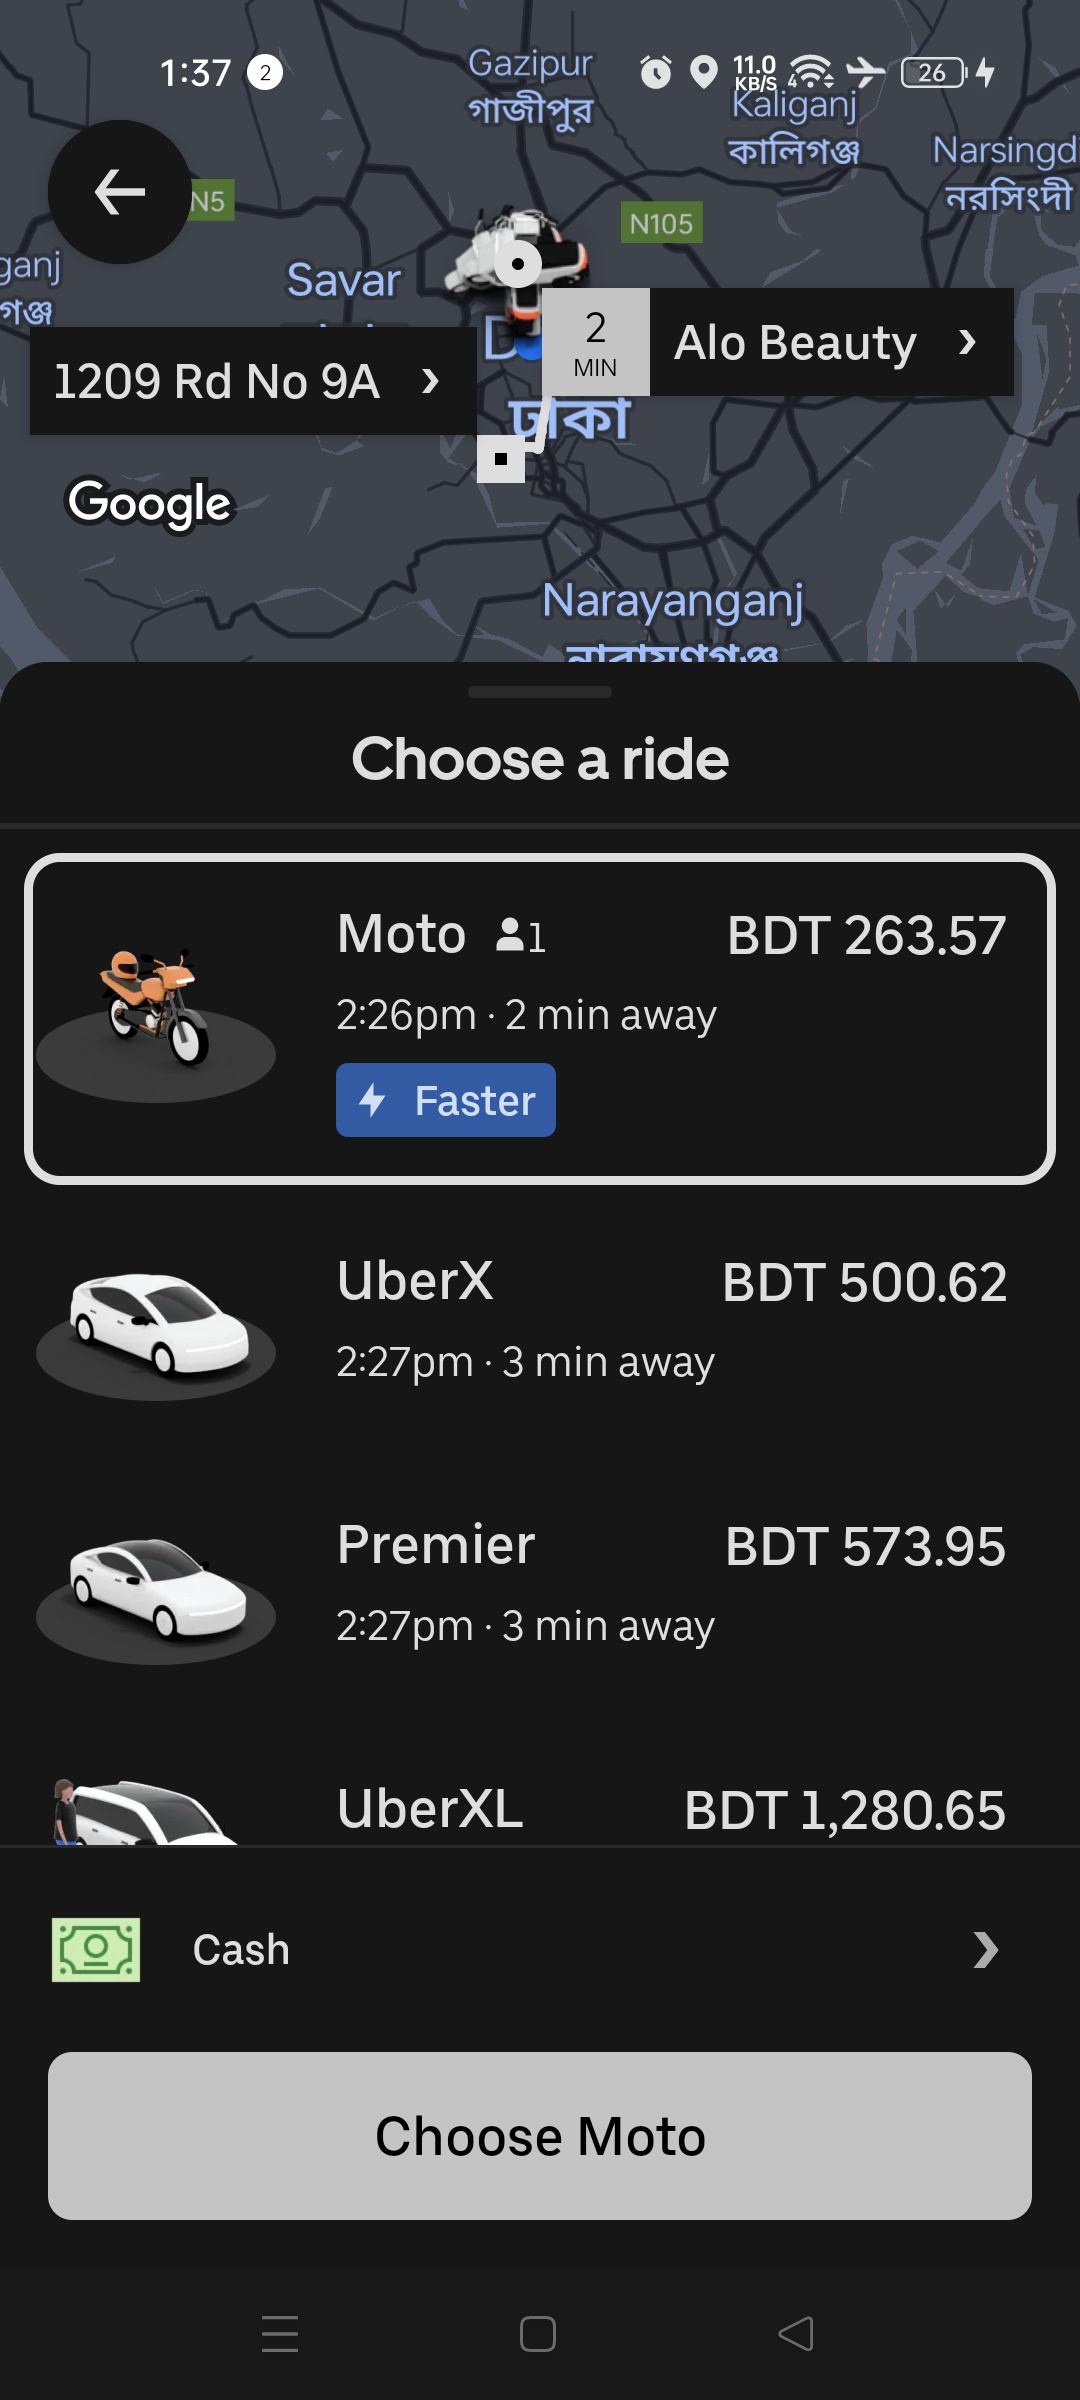 1:37 2
11.0
KB/S
4
26
Gazipur
গাজীপুর
Kaliganj
কালিগঞ্জ
Narsingd
নরসিংদী
N5
N105
ganj
গঞ্জ
Savar
2
MIN
Alo Beauty
1209 Rd No 9A
D
ঢাকা
Google
Narayanganj
নারায়ণগঞ্জ
Choose a ride
Moto 1 BDT 263.57
2:26pm · 2 min away
Faster
UberX BDT 500.62
2:27pm · 3 min away
Premier BDT 573.95
2:27pm · 3 min away
UberXL BDT 1,280.65
Cash
Choose Moto